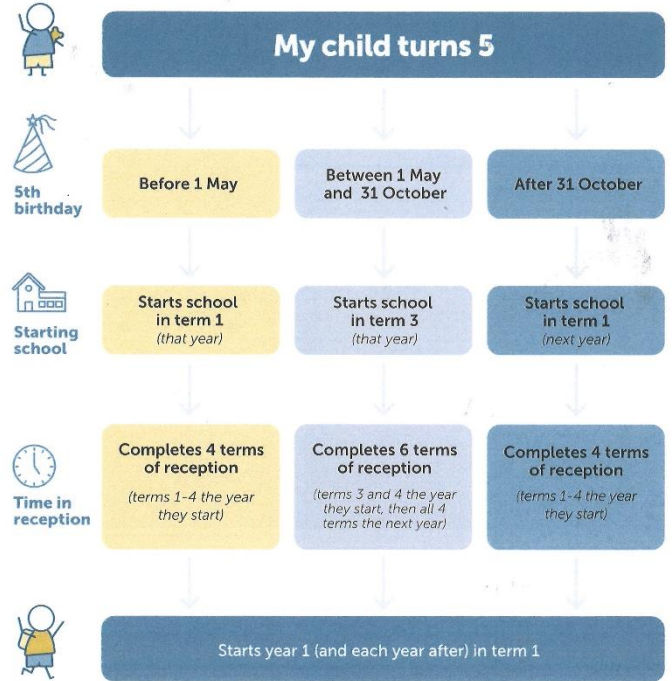 My child turns 5
5th
birthday
Before 1 May
Between 1 May
and 31 October
After 31 October
Starting
school
Starts school
in term 1
(that year)
Starts school
in term 3
(that year)
Starts school
in term 1
(next year)
Time in
reception
Completes 4 terms
of reception
(terms 1-4 the year
they start)
Completes 6 terms
of reception
(terms 3 and 4 the year
they start, then all 4
terms the next year)
Completes 4 terms
of reception
(terms 1-4 the year
they start)
Starts year 1 (and each year after) in term 1